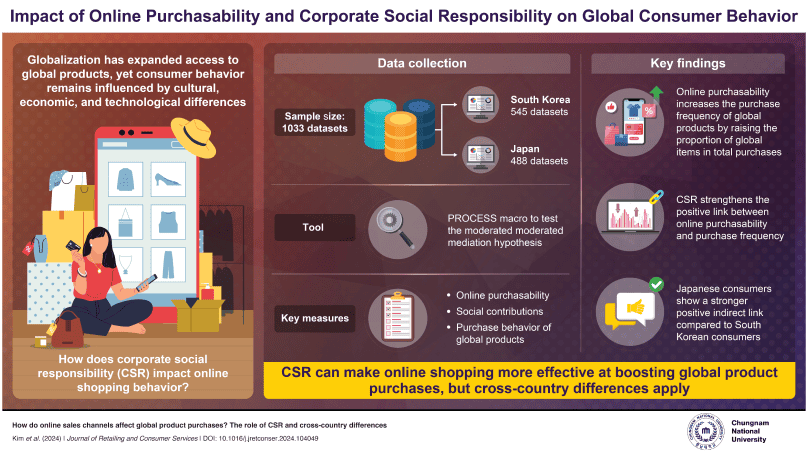 Impact of Online Purchasability and Corporate Social Responsibility on Global Consumer Behavior
Globalization has expanded access to
global products, yet consumer behavior
remains influenced by cultural,
economic, and technological differences
How does corporate social
responsibility (CSR) impact online
shopping behavior?
Data collection
Sample size:
1033 datasets
South Korea
545 datasets
Japan
488 datasets
Tool
PROCESS macro to test
the moderated moderated
mediation hypothesis
Key measures
• Online purchasability
• Social contributions
• Purchase behavior of
global products
Key findings
Online purchasability
increases the purchase
frequency of global
products by raising the
proportion of global
items in total purchases
%
CSR strengthens the
positive link between
online purchasability
and purchase frequency
Japanese consumers
show a stronger
positive indirect link
compared to South
Korean consumers
CSR can make online shopping more effective at boosting global product
purchases, but cross-country differences apply
How do online sales channels affect global product purchases? The role of CSR and cross-country differences
Kim et al. (2024) | Journal of Retailing and Consumer Services | DOI: 10.1016/j.jretconser.2024.104049
Chungnam
National
University